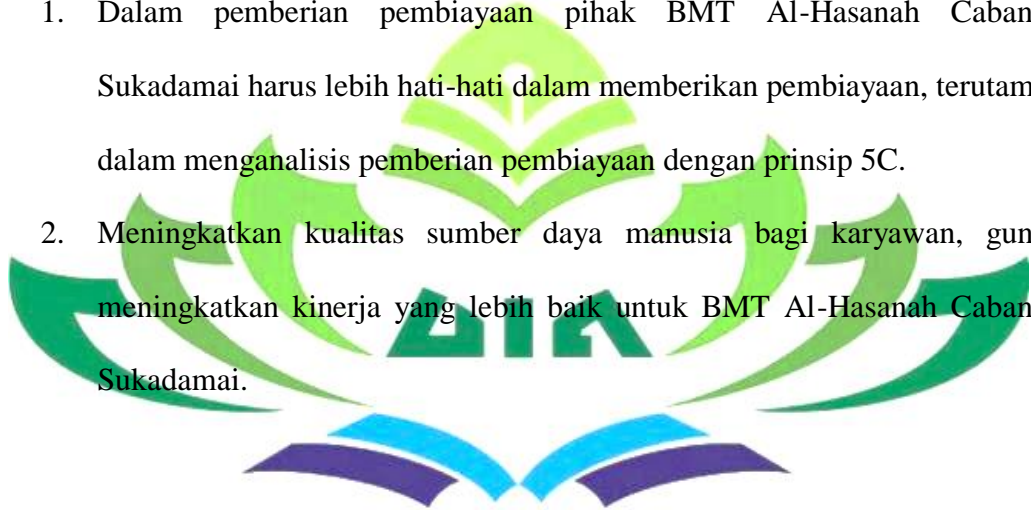 1. Dalam pemberian pembiayaan pihak BMT Al-Hasanah Caban
Sukadamai harus lebih hati-hati dalam memberikan pembiayaan, terutam
dalam menganalisis pemberian pembiayaan dengan prinsip 5C.
2. Meningkatkan kualitas sumber daya manusia bagi karyawan, gun
meningkatkan kinerja yang lebih baik untuk BMT Al-Hasanah Caban
Sukadamai.